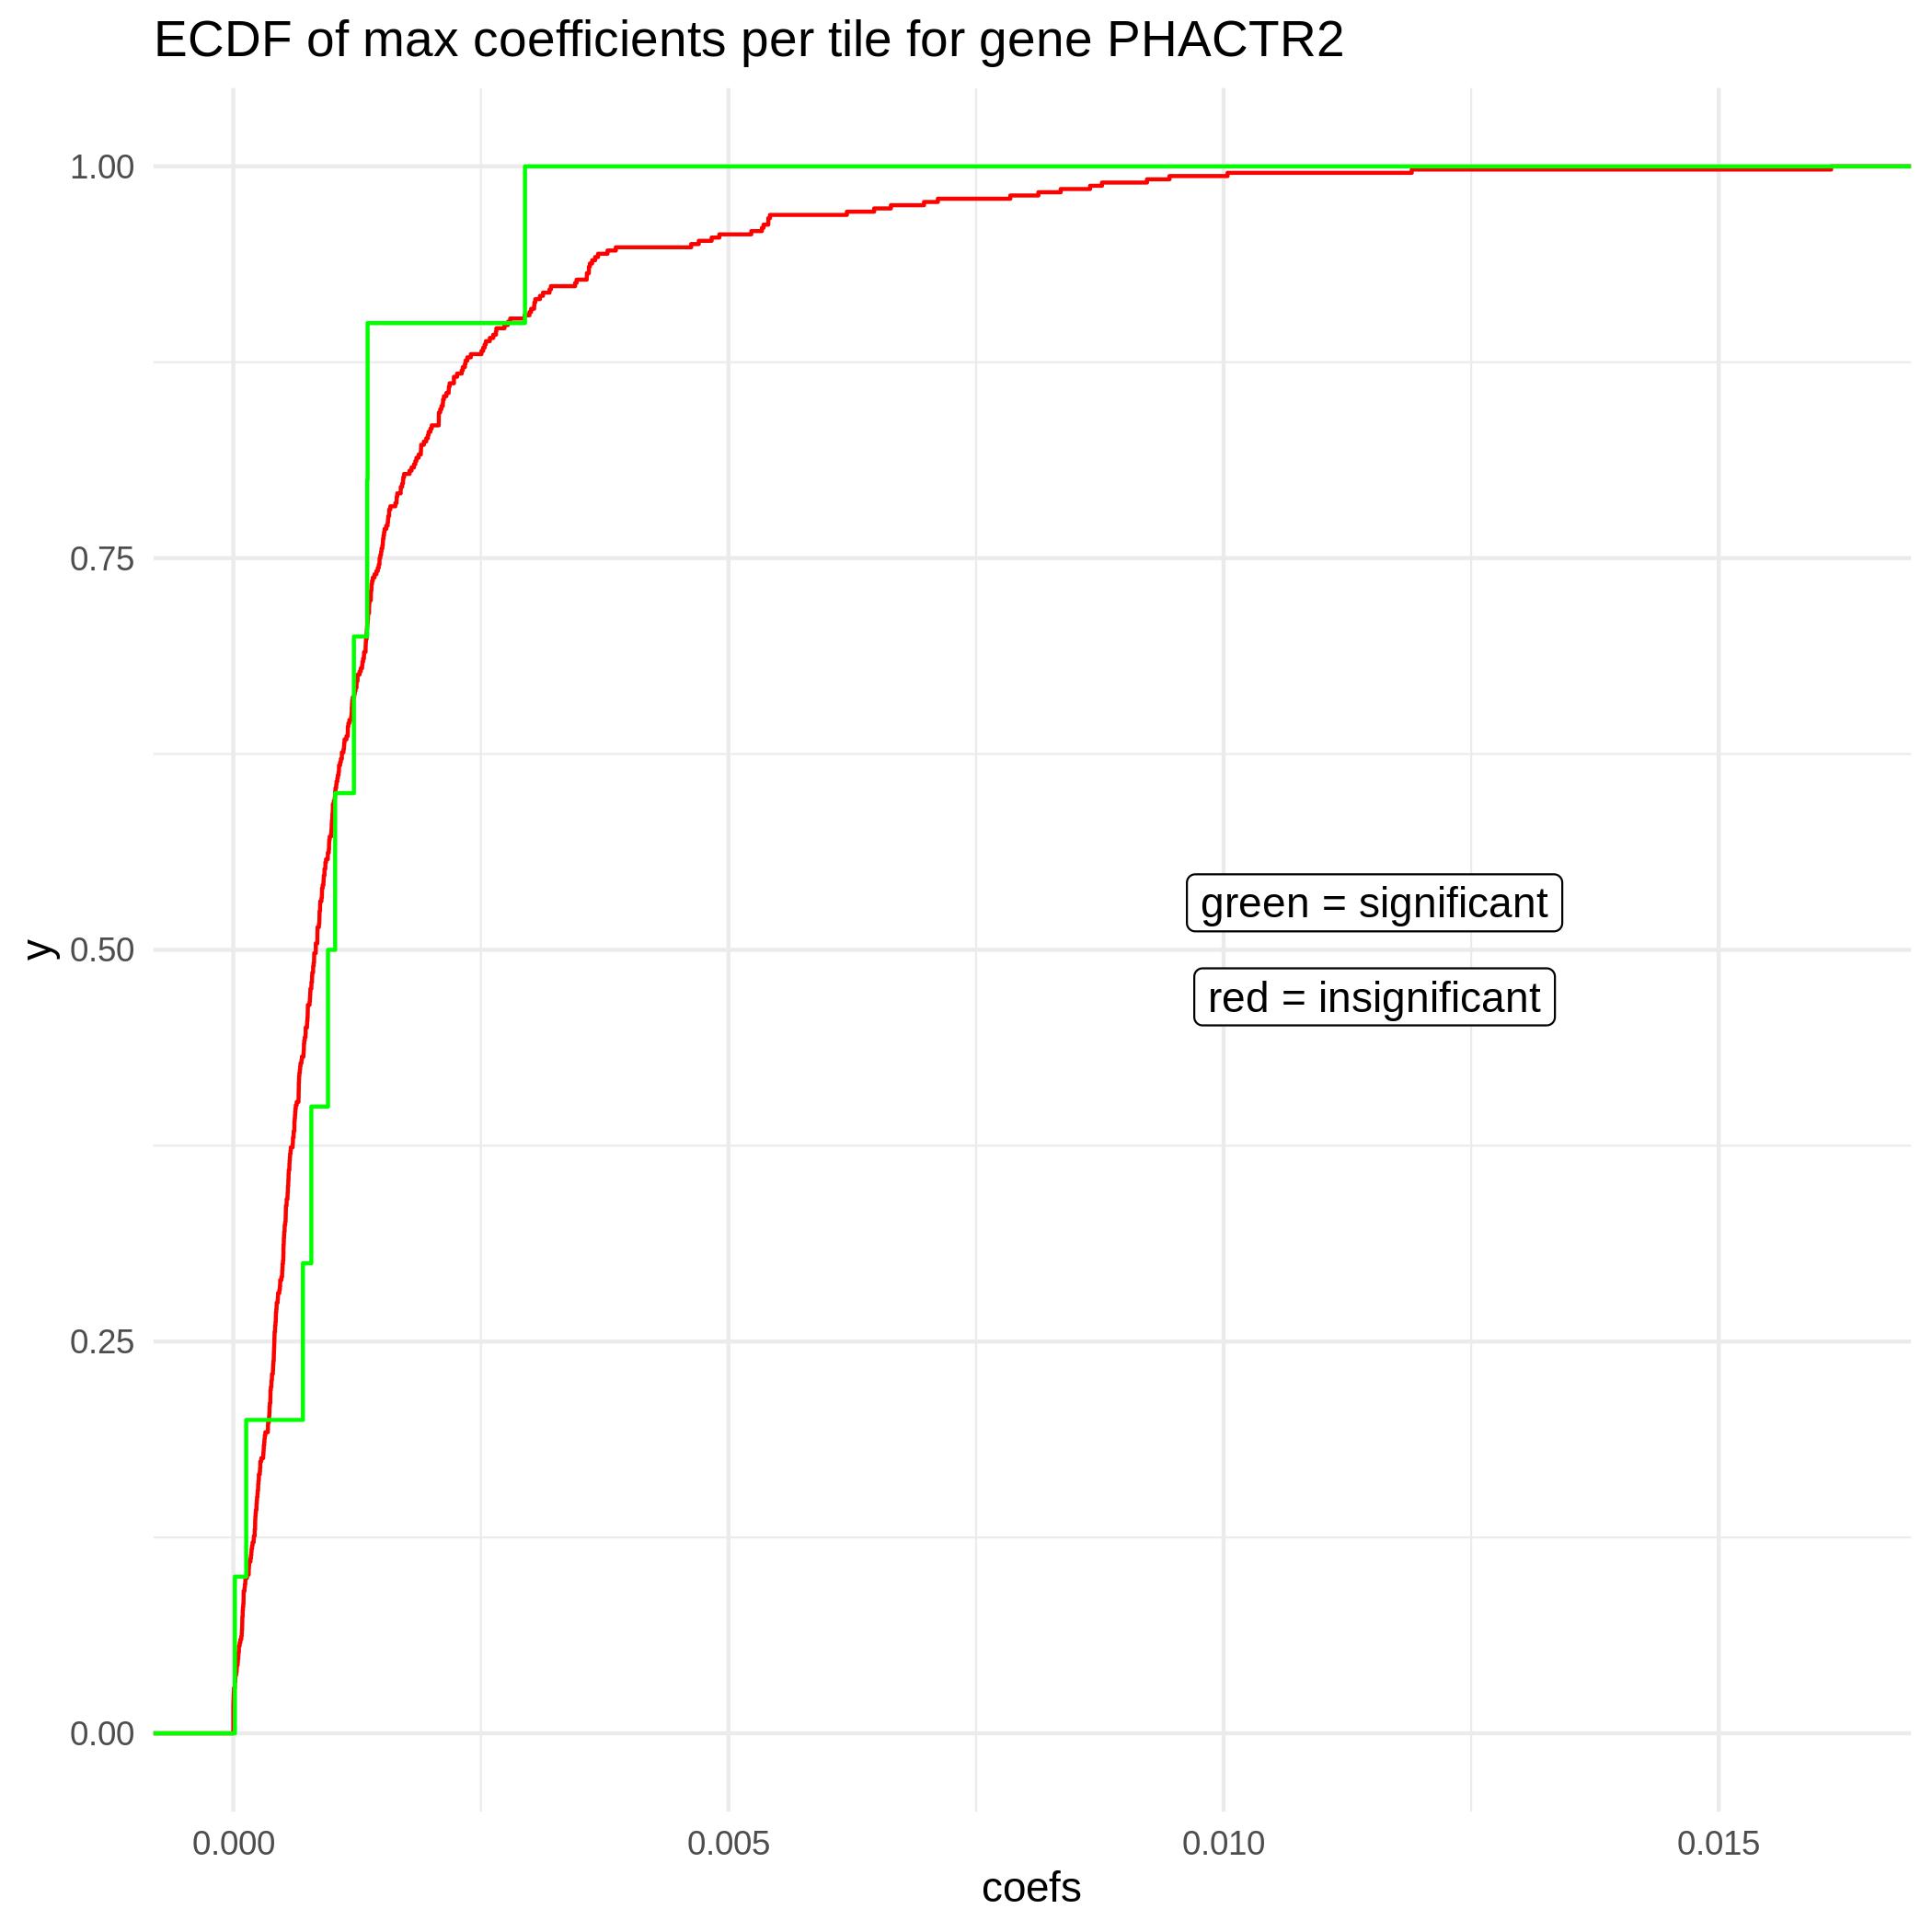 ECDF of max coefficients per tile for gene PHACTR2
1.00
0.75
0.50
0.25
0.00
y
green = significant
red = insignificant
0.000 0.005 0.010 0.015
coefs